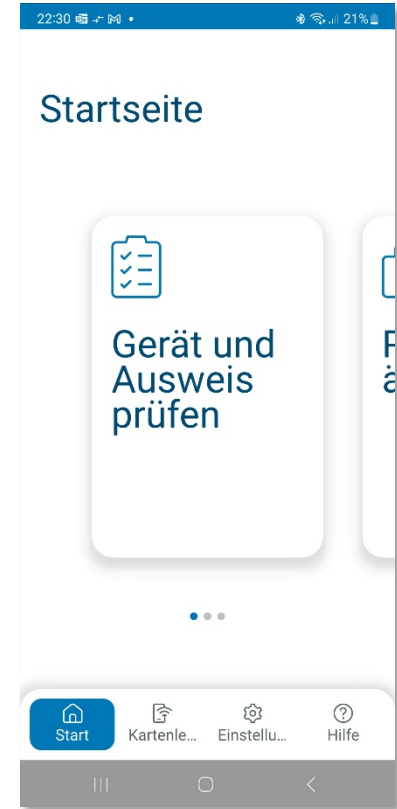 22:30 21%
Startseite
Gerät und
Ausweis
prüfen
Start
Kartenle...
Einstellu...
Hilfe